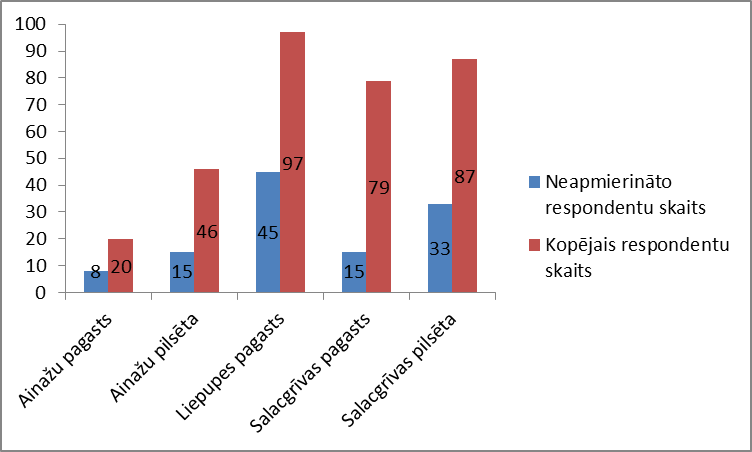 100
90
80
70
60
50
40
30
20
10
0
8
20
15
46
45
97
15
79
33
87
Ainažu pagasts
Ainažu pilsēta
Liepupes pagasts
Salacgrīvas pagasts
Salacgrīvas pilsēta
Neapmierināto
respondentu skaits
Kopējais respondentu
skaits